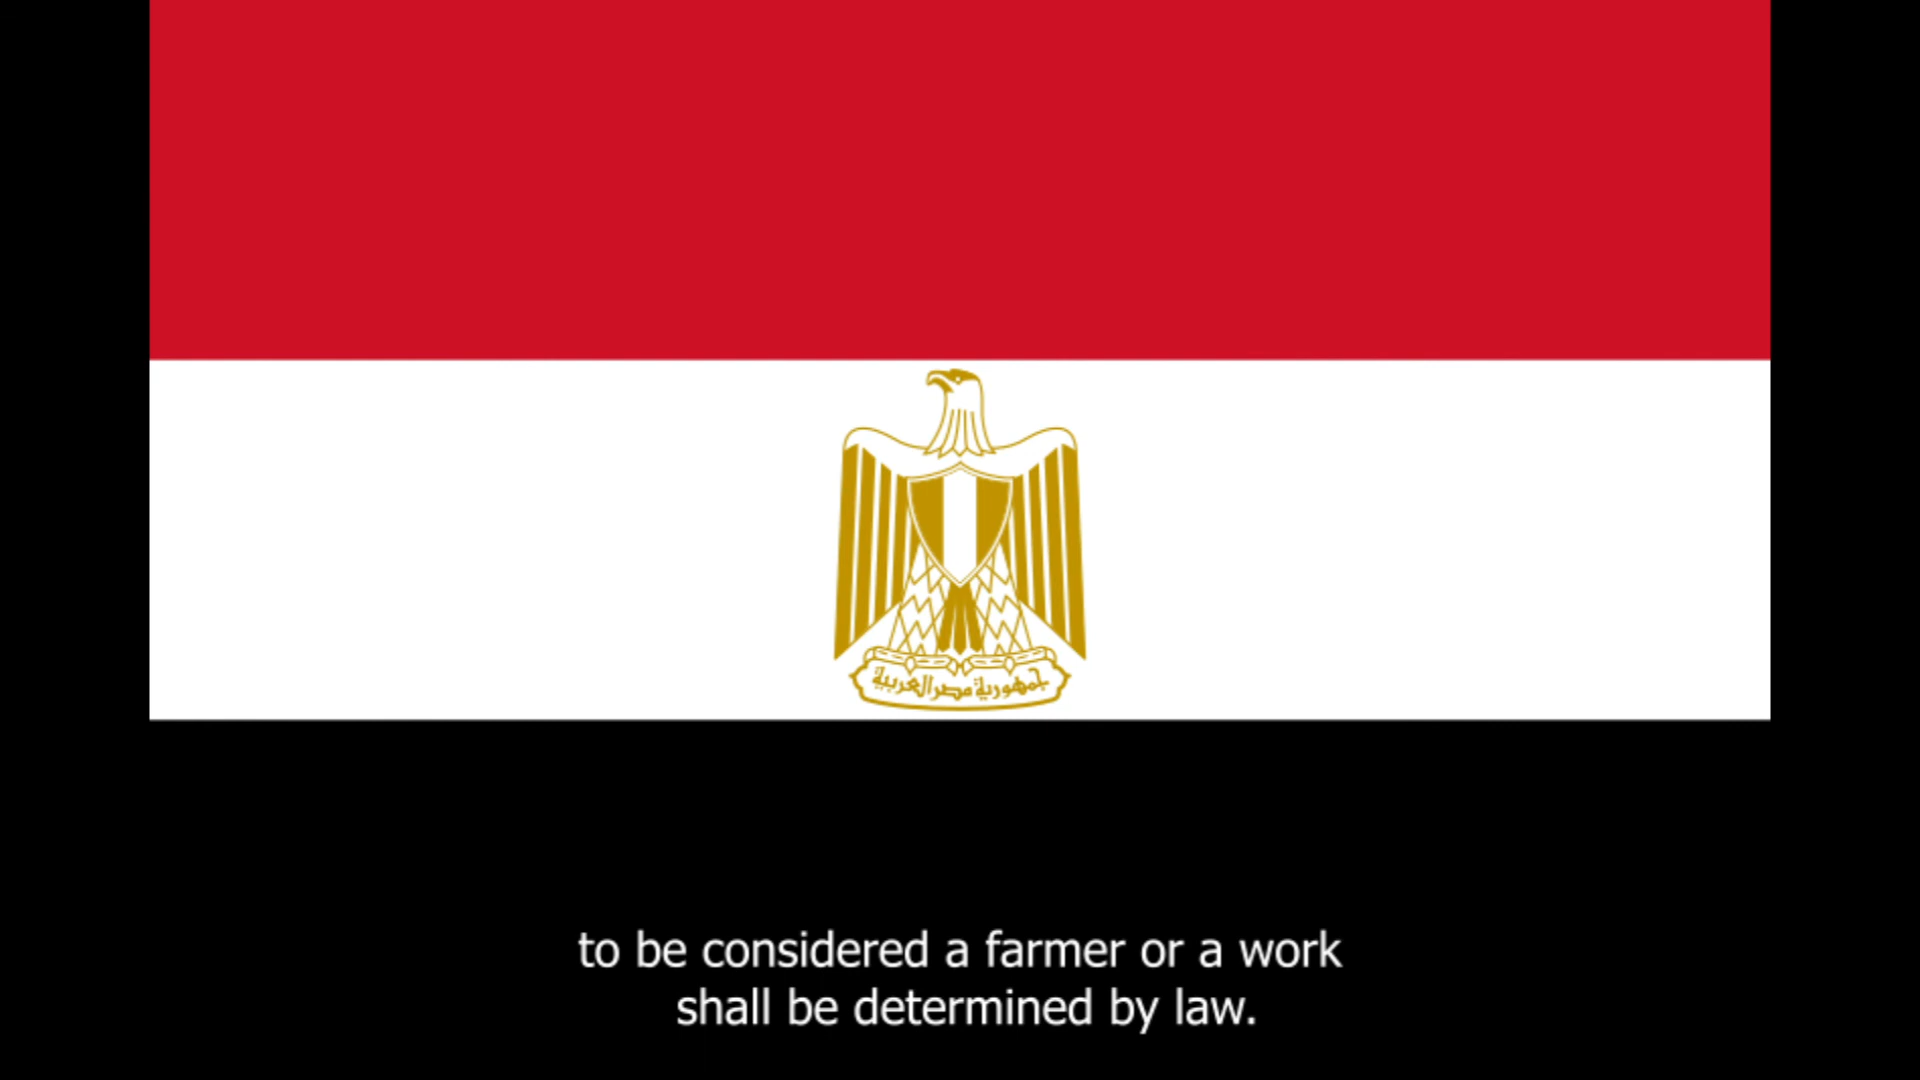 جمهورية مصر العربية
to be considered a farmer or a work
shall be determined by law.